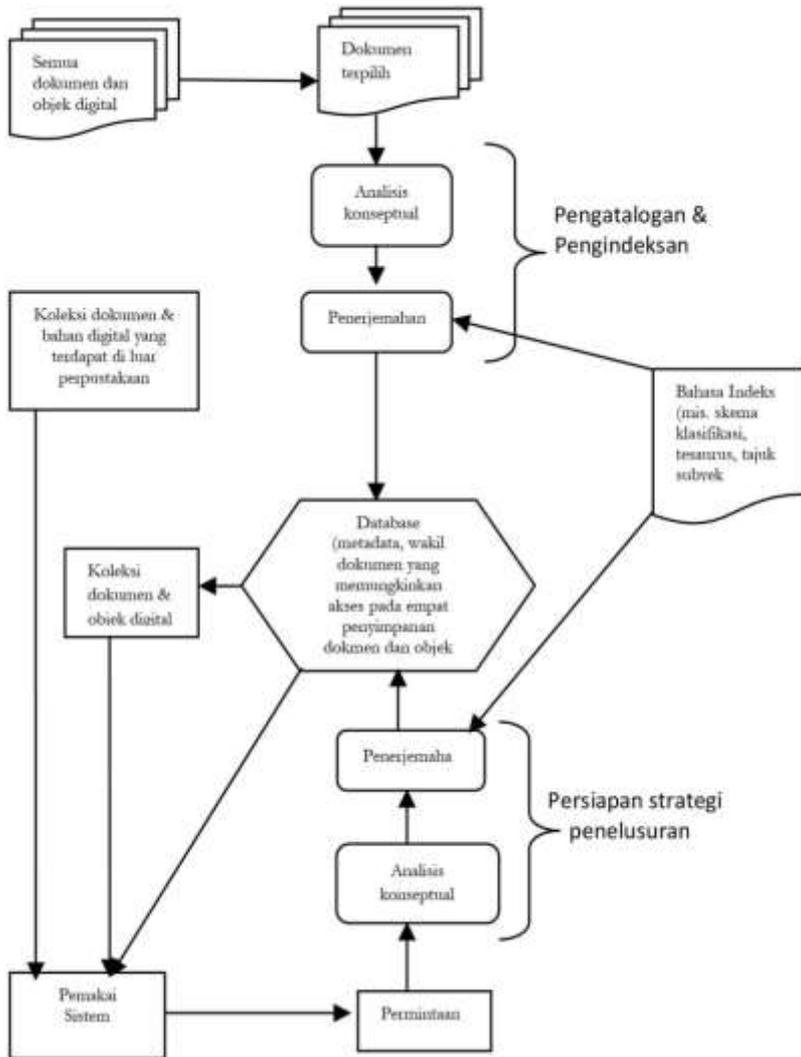 Semua
dokumen dan
objek digital
Dokumen
terpilih
Analisis
konseptual
Pengatalogan &
Pengindeksan
Koleksi dokumen &
bahan digital yang
terdapat di luar
perpustakaan
Penerjemahan
Bahasa Indeks
(mis. skema
klasifikasi,
tesaurus, tajuk
subyek
Database
(metadata, wakil
dokumen yang
memungkinkan
akses pada empat
penyimpanan
dokmen dan objek
Koleksi
dokumen &
objek digital
Penerjemaha
Persiapan strategi
penelusuran
Analisis
konseptual
Pemakai
Sistem
Permintaan